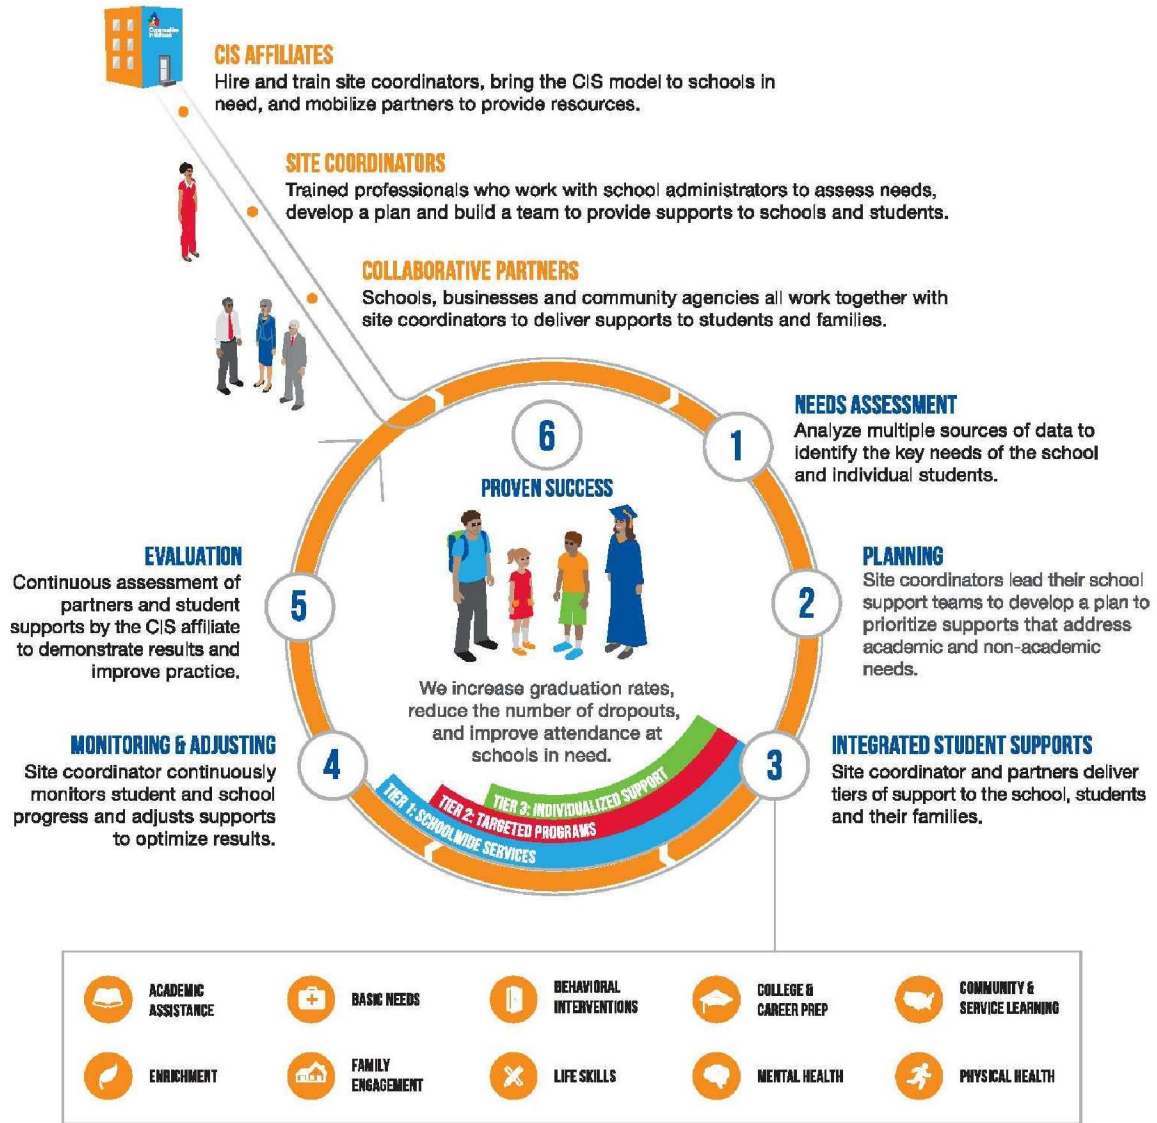 CIS AFFILIATES
Hire and train site coordinators, bring the CIS model to schools in
need, and mobilize partners to provide resources.
SITE COORDINATORS
Trained professionals who work with school administrators to assess needs,
develop a plan and build a team to provide supports to schools and students.
COLLABORATIVE PARTNERS
Schools, businesses and community agencies all work together with
site coordinators to deliver supports to students and families.
1
NEEDS ASSESSMENT
Analyze multiple sources of data to
identify the key needs of the school
and individual students.
2
PLANNING
Site coordinators lead their school
support teams to develop a plan to
prioritize supports that address
academic and non-academic
needs.
3
INTEGRATED STUDENT SUPPORTS
Site coordinator and partners deliver
tiers of support to the school, students
and their families.
TIER 3: INDIVIDUALIZED SUPPORT
TIER 2: TARGETED PROGRAMS
TIER 1: SCHOOLWIDE SERVICES
4
MONITORING & ADJUSTING
Site coordinator continuously
monitors student and school
progress and adjusts supports
to optimize results.
5
EVALUATION
Continuous assessment of
partners and student
supports by the CIS affiliate
to demonstrate results and
improve practice.
6
PROVEN SUCCESS
We increase graduation rates,
reduce the number of dropouts,
and improve attendance at
schools in need.
ACADEMIC
ASSISTANCE
BASIC NEEDS
BEHAVIORAL
INTERVENTIONS
COLLEGE &
CAREER PREP
COMMUNITY &
SERVICE LEARNING
ENRICHMENT
FAMILY
ENGAGEMENT
LIFE SKILLS
MENTAL HEALTH
PHYSICAL HEALTH